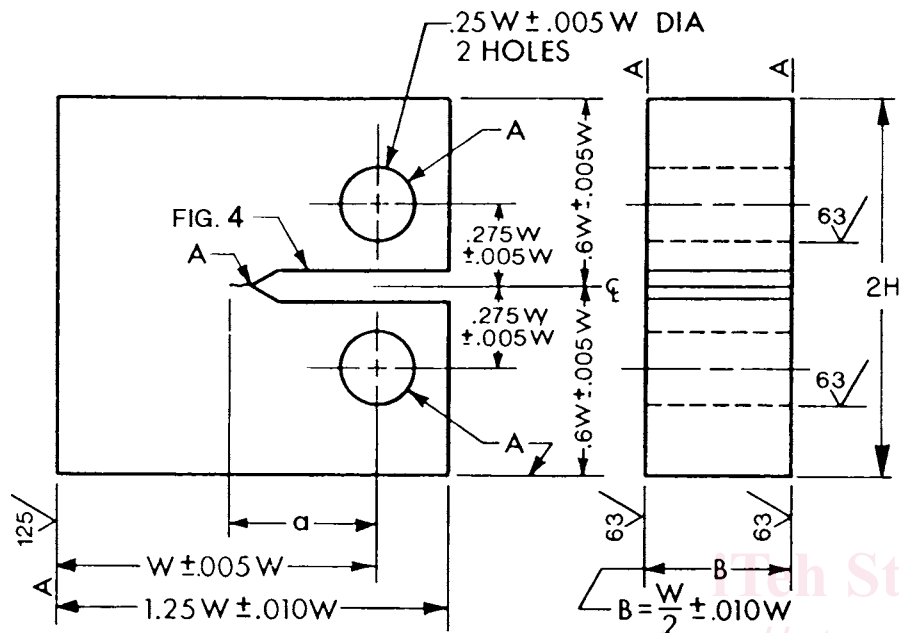 .25W ± .005W DIA
2 HOLES
A
A
A
FIG. 4
A
.275W
±.005W
.6W ±.005W
℄
.275W
±.005W
.6W ±.005W
A
63
2H
63
125
a
63
63
W ±.005W
B
A
1.25W ±.010W
B = W/2 ±.010W
iTeh St